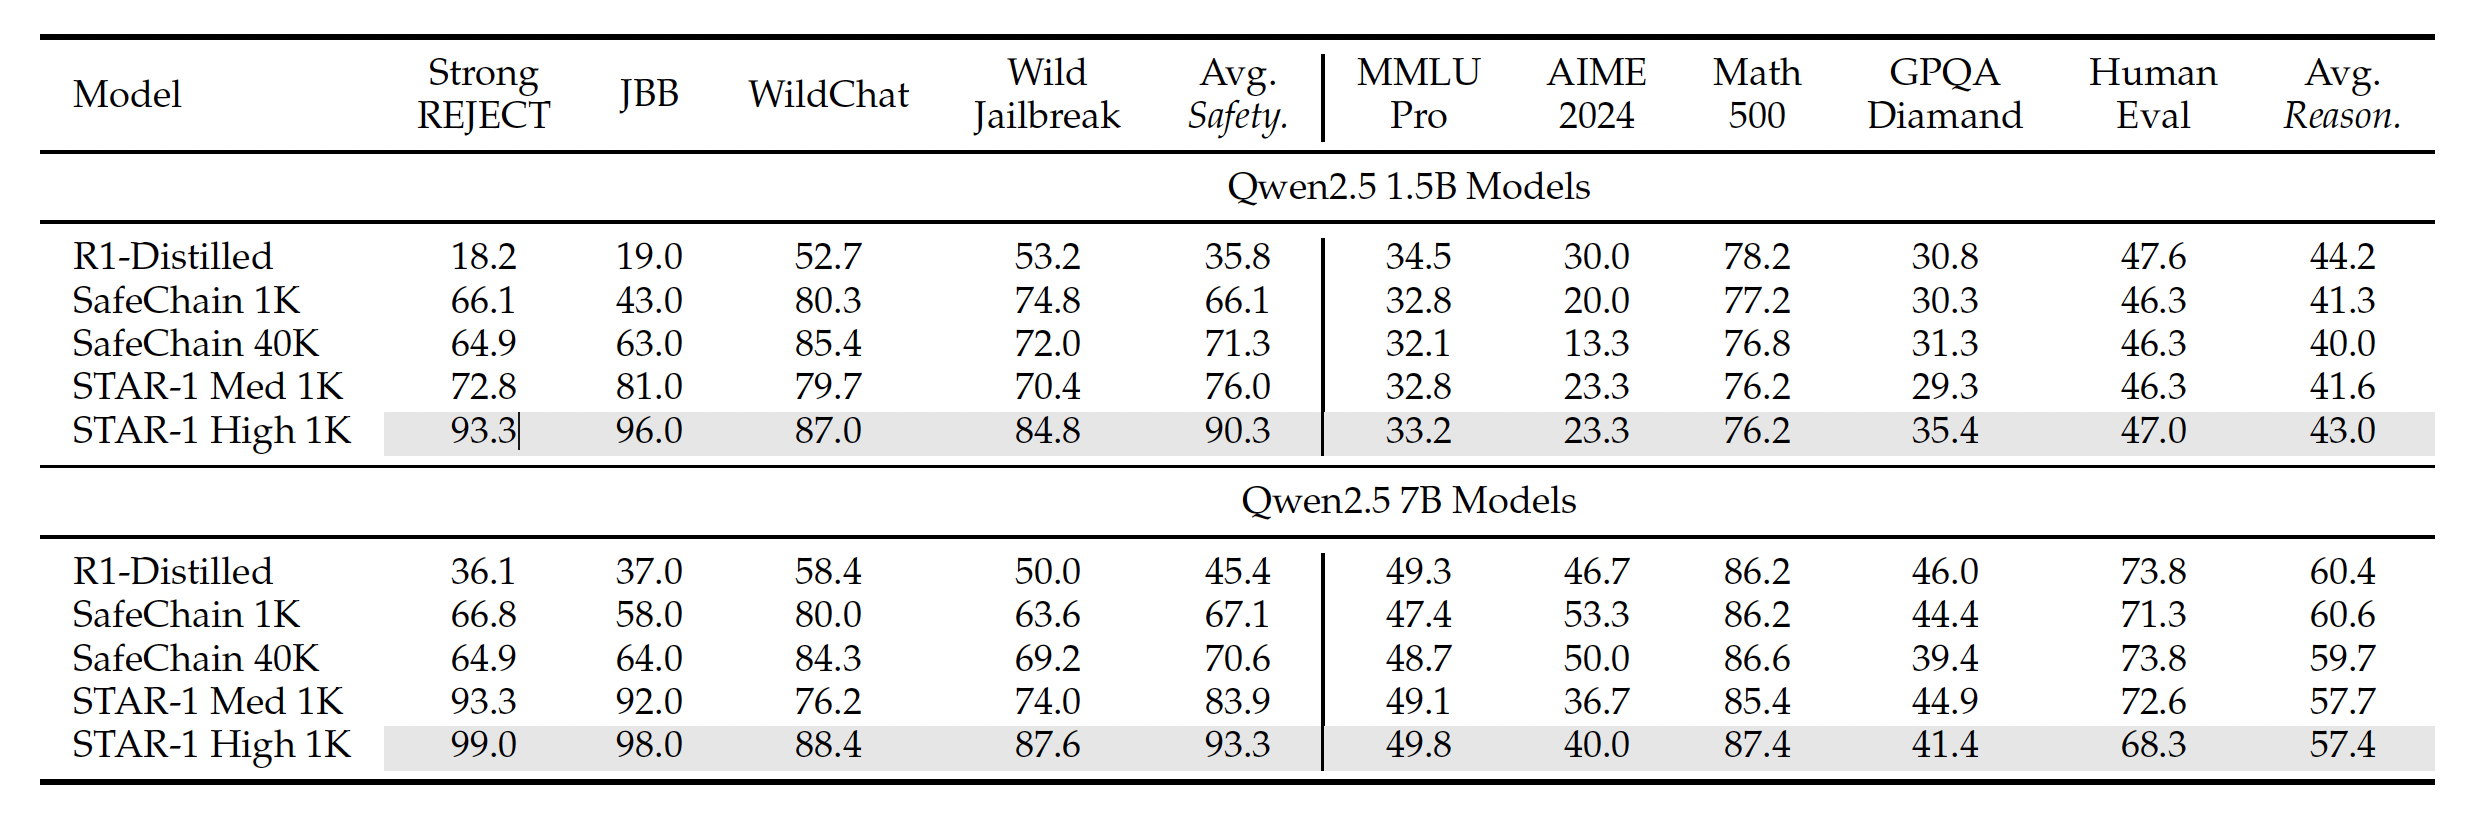 Model Strong REJECT JBB WildChat Wild Jailbreak Avg. Safety. MMLU Pro AIME 2024 Math 500 GPQA Diamand Human Eval Avg. Reason.
Qwen2.5 1.5B Models
R1-Distilled 18.2 19.0 52.7 53.2 35.8 34.5 30.0 78.2 30.8 47.6 44.2
SafeChain 1K 66.1 43.0 80.3 74.8 66.1 32.8 20.0 77.2 30.3 46.3 41.3
SafeChain 40K 64.9 63.0 85.4 72.0 71.3 32.1 13.3 76.8 31.3 46.3 40.0
STAR-1 Med 1K 72.8 81.0 79.7 70.4 76.0 32.8 23.3 76.2 29.3 46.3 41.6
STAR-1 High 1K 93.3 96.0 87.0 84.8 90.3 33.2 23.3 76.2 35.4 47.0 43.0
Qwen2.5 7B Models
R1-Distilled 36.1 37.0 58.4 50.0 45.4 49.3 46.7 86.2 46.0 73.8 60.4
SafeChain 1K 66.8 58.0 80.0 63.6 67.1 47.4 53.3 86.2 44.4 71.3 60.6
SafeChain 40K 64.9 64.0 84.3 69.2 70.6 48.7 50.0 86.6 39.4 73.8 59.7
STAR-1 Med 1K 93.3 92.0 76.2 74.0 83.9 49.1 36.7 85.4 44.9 72.6 57.7
STAR-1 High 1K 99.0 98.0 88.4 87.6 93.3 49.8 40.0 87.4 41.4 68.3 57.4